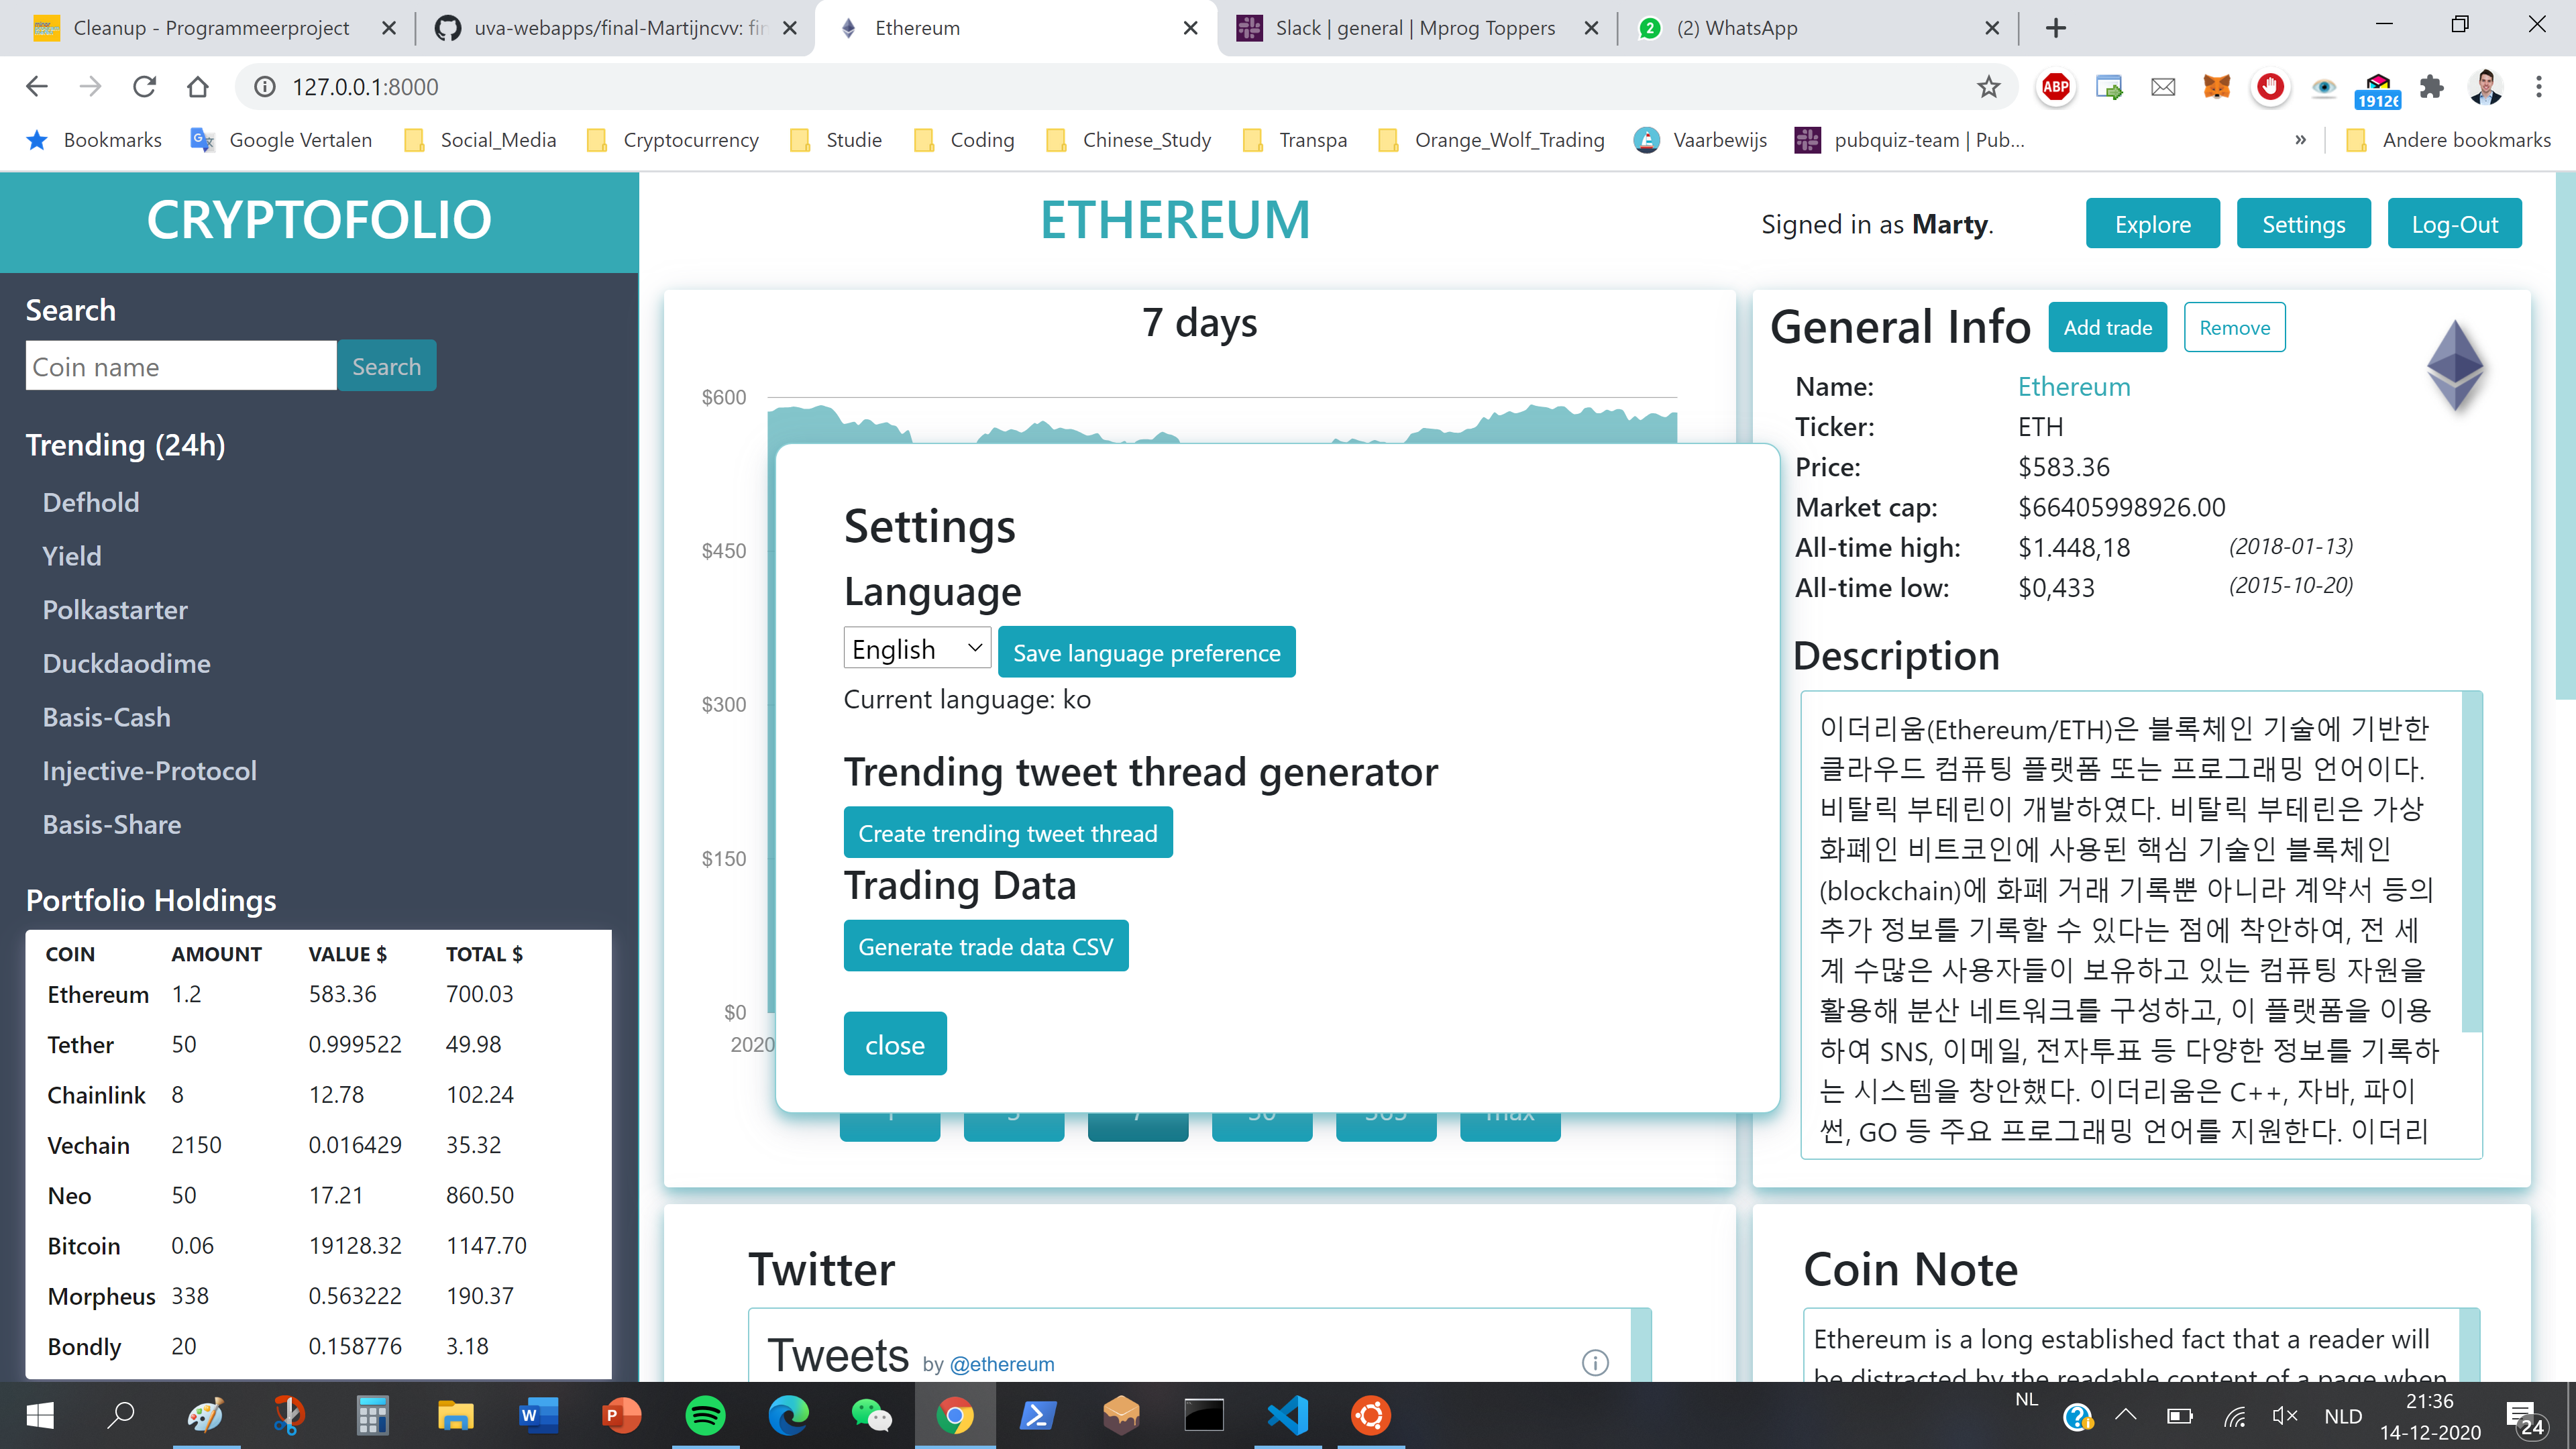 Cleanup - Programmeerproject
uva-webapps/final-Martijncvv: fin
Ethereum
Slack | general | Mprog Toppers
2
(2) WhatsApp
127.0.0.1:8000
ABP
1912
Bookmarks
Google Vertalen
Social_Media
Cryptocurrency
Studie
Coding
Chinese_Study
Transpa
Orange_Wolf_Trading
Vaarbewijs
pubquiz-team | Pub...
»
Andere bookmarks
CRYPTOFOLIO
ETHEREUM
Signed in as Marty.
Explore
Settings
Log-Out
Search
Coin name
Search
Trending (24h)
Defhold
Yield
Polkastarter
Duckdaodime
Basis-Cash
Injective-Protocol
Basis-Share
Portfolio Holdings
COIN AMOUNT VALUE $ TOTAL $
Ethereum 1.2 583.36 700.03
Tether 50 0.999522 49.98
Chainlink 8 12.78 102.24
Vechain 2150 0.016429 35.32
Neo 50 17.21 860.50
Bitcoin 0.06 19128.32 1147.70
Morpheus 338 0.563222 190.37
Bondly 20 0.158776 3.18
7 days
$600
$450
$300
$150
$0
2020
Settings
Language
English
Save language preference
Current language: ko
Trending tweet thread generator
Create trending tweet thread
Trading Data
Generate trade data CSV
close
max
General Info
Add trade
Remove
Name: Ethereum
Ticker: ETH
Price: $583.36
Market cap: $66405998926.00
All-time high: $1.448,18 (2018-01-13)
All-time low: $0,433 (2015-10-20)
Description
이더리움(Ethereum/ETH)은 블록체인 기술에 기반한
클라우드 컴퓨팅 플랫폼 또는 프로그래밍 언어이다.
비탈릭 부테린이 개발하였다. 비탈릭 부테린은 가상
화폐인 비트코인에 사용된 핵심 기술인 블록체인
(blockchain)에 화폐 거래 기록뿐 아니라 계약서 등의
추가 정보를 기록할 수 있다는 점에 착안하여, 전 세
계 수많은 사용자들이 보유하고 있는 컴퓨팅 자원을
활용해 분산 네트워크를 구성하고, 이 플랫폼을 이용
하여 SNS, 이메일, 전자투표 등 다양한 정보를 기록하
는 시스템을 창안했다. 이더리움은 C++, 자바, 파이
썬, GO 등 주요 프로그래밍 언어를 지원한다. 이더리
Twitter
Tweets by @ethereum
Coin Note
Ethereum is a long established fact that a reader will
be distracted by the readable content of a page when
NL
NLD
21:36
14-12-2020
24